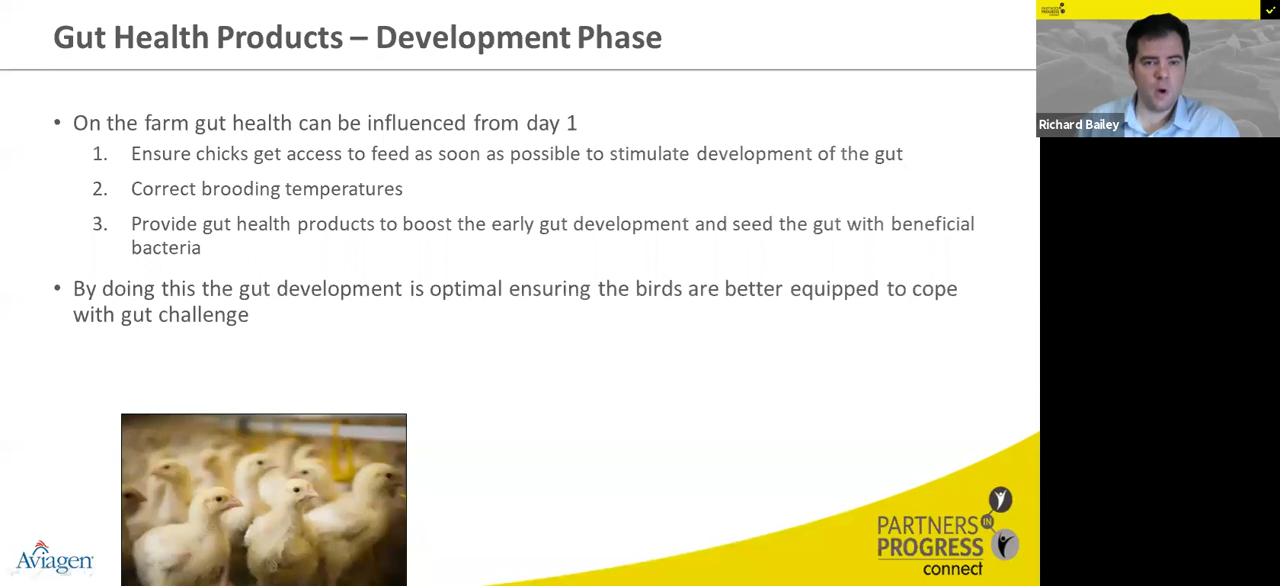 Gut Health Products – Development Phase
• On the farm gut health can be influenced from day 1
1. Ensure chicks get access to feed as soon as possible to stimulate development of the gut
2. Correct brooding temperatures
3. Provide gut health products to boost the early gut development and seed the gut with beneficial
bacteria
• By doing this the gut development is optimal ensuring the birds are better equipped to cope
with gut challenge
Aviagen
PARTNERS
IN
PROGRESS
connect
PARTNERS
PROGRESS
connect
Richard Bailey